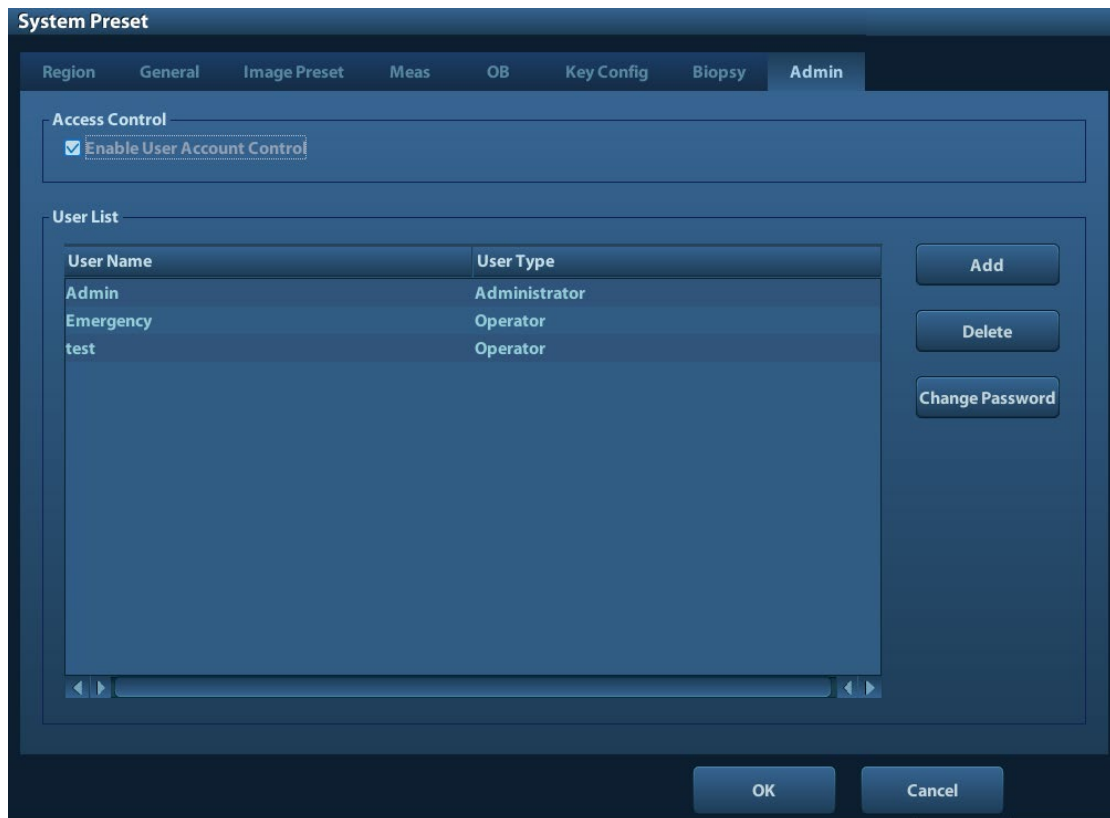 System Preset
Region General Image Preset Meas OB Key Config Biopsy Admin
Access Control
Enable User Account Control
User List
User Name User Type
Admin Administrator
Emergency Operator
test Operator
Add
Delete
Change Password
OK Cancel